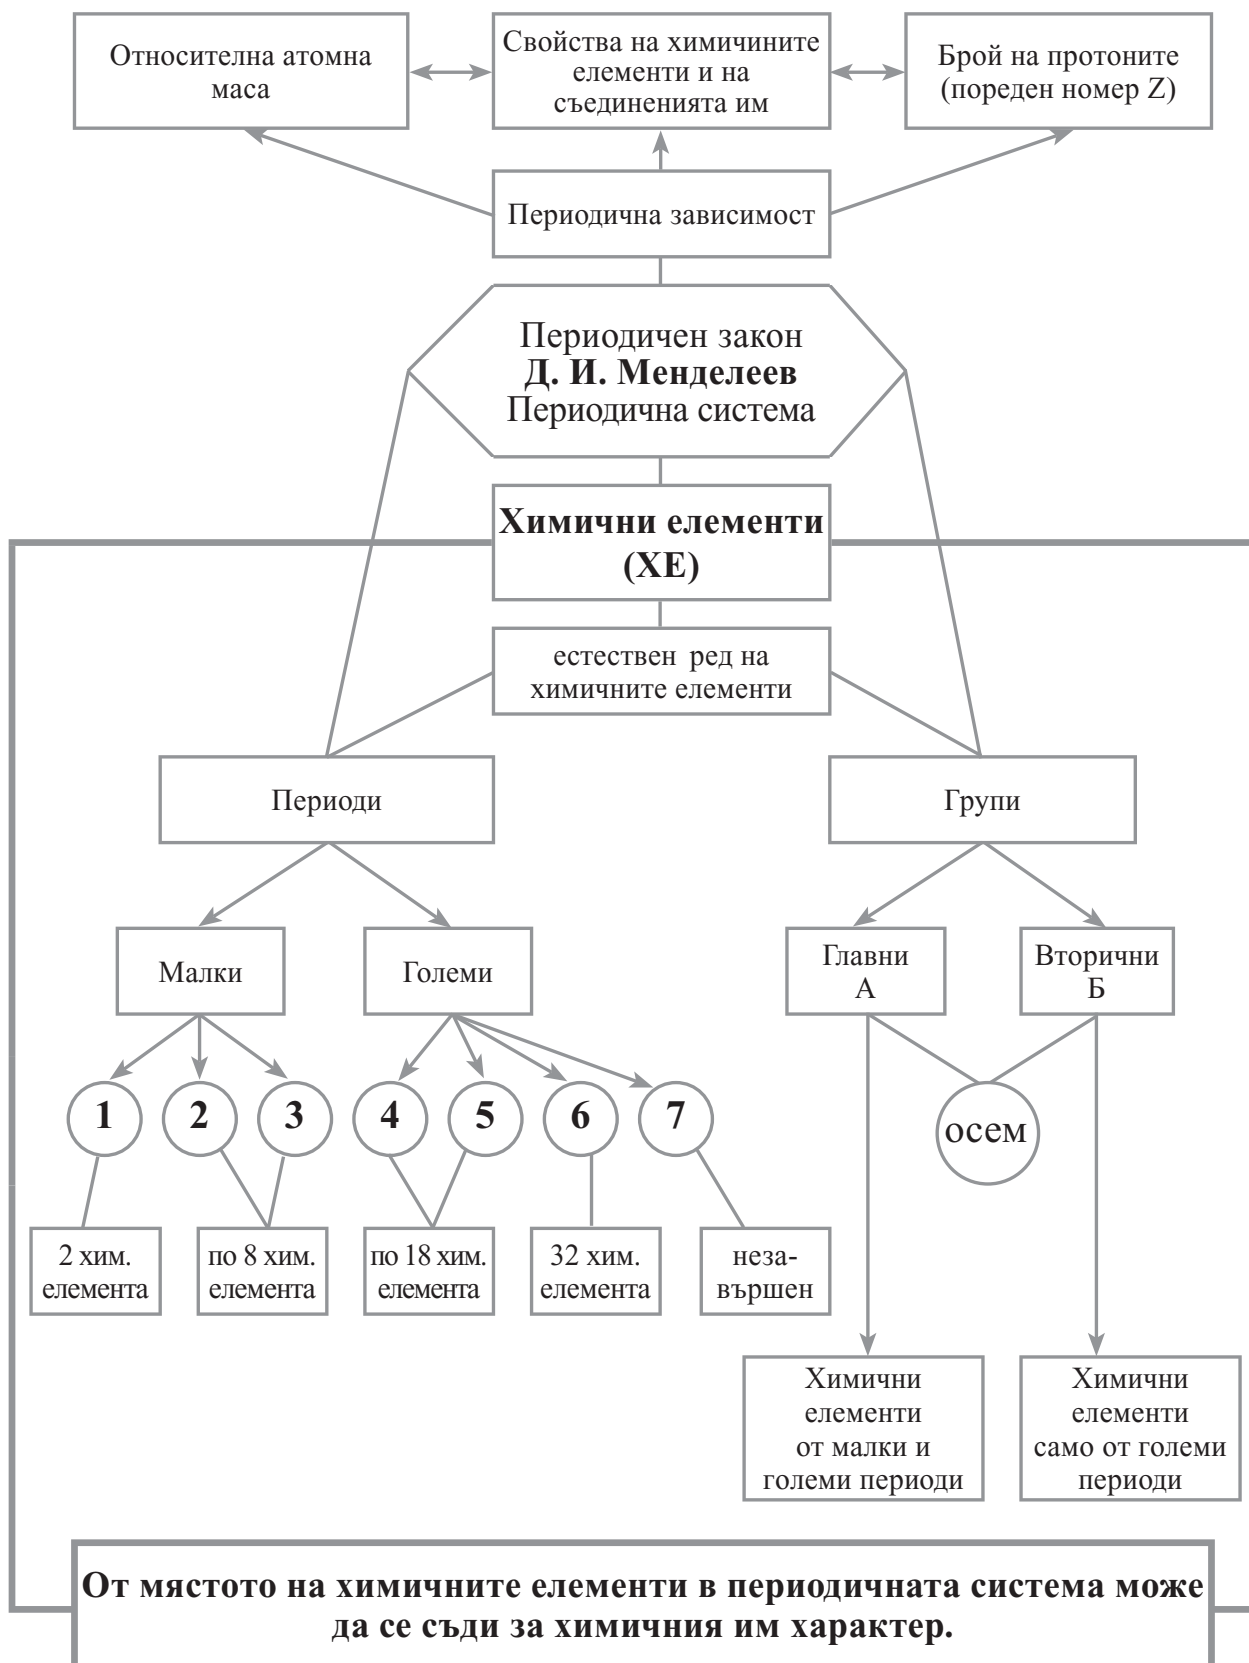 Относителна атомна
маса
Свойства на химичините
елементи и на
съединенията им
Брой на протоните
(пореден номер Z)
Периодична зависимост
Периодичен закон
Д. И. Менделеев
Периодична система
Химични елементи
(ХЕ)
естествен ред на
химичните елементи
Периоди
Групи
Малки
Големи
Главни
А
Вторични
Б
1
2
3
4
5
6
7
осем
2 хим.
елемента
по 8 хим.
елемента
по 18 хим.
елемента
32 хим.
елемента
неза-
вършен
Химични
елементи
от малки и
големи периоди
Химични
елементи
само от големи
периоди
От мястото на химичните елементи в периодичната система може
да се съди за химичния им характер.